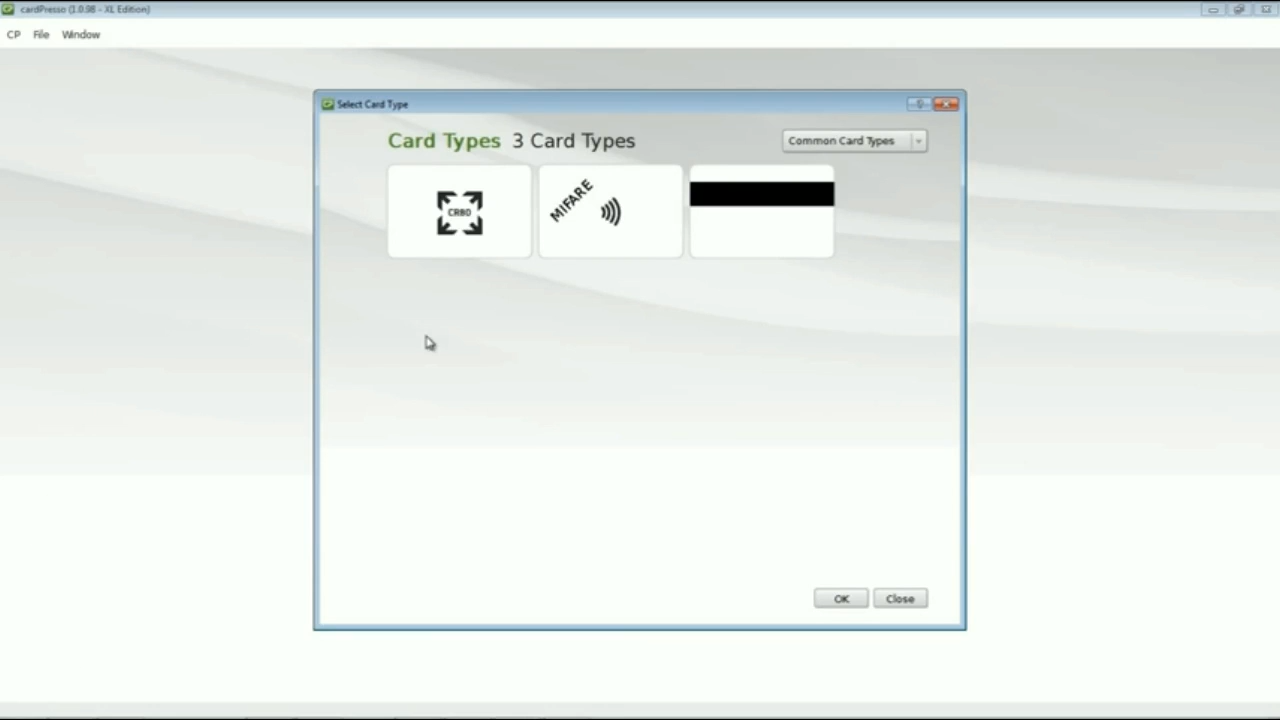 cardPresso (1.0.98 - XL Edition)
CP File Window
Select Card Type
Card Types 3 Card Types
Common Card Types
CR80
MIFARE
OK Close